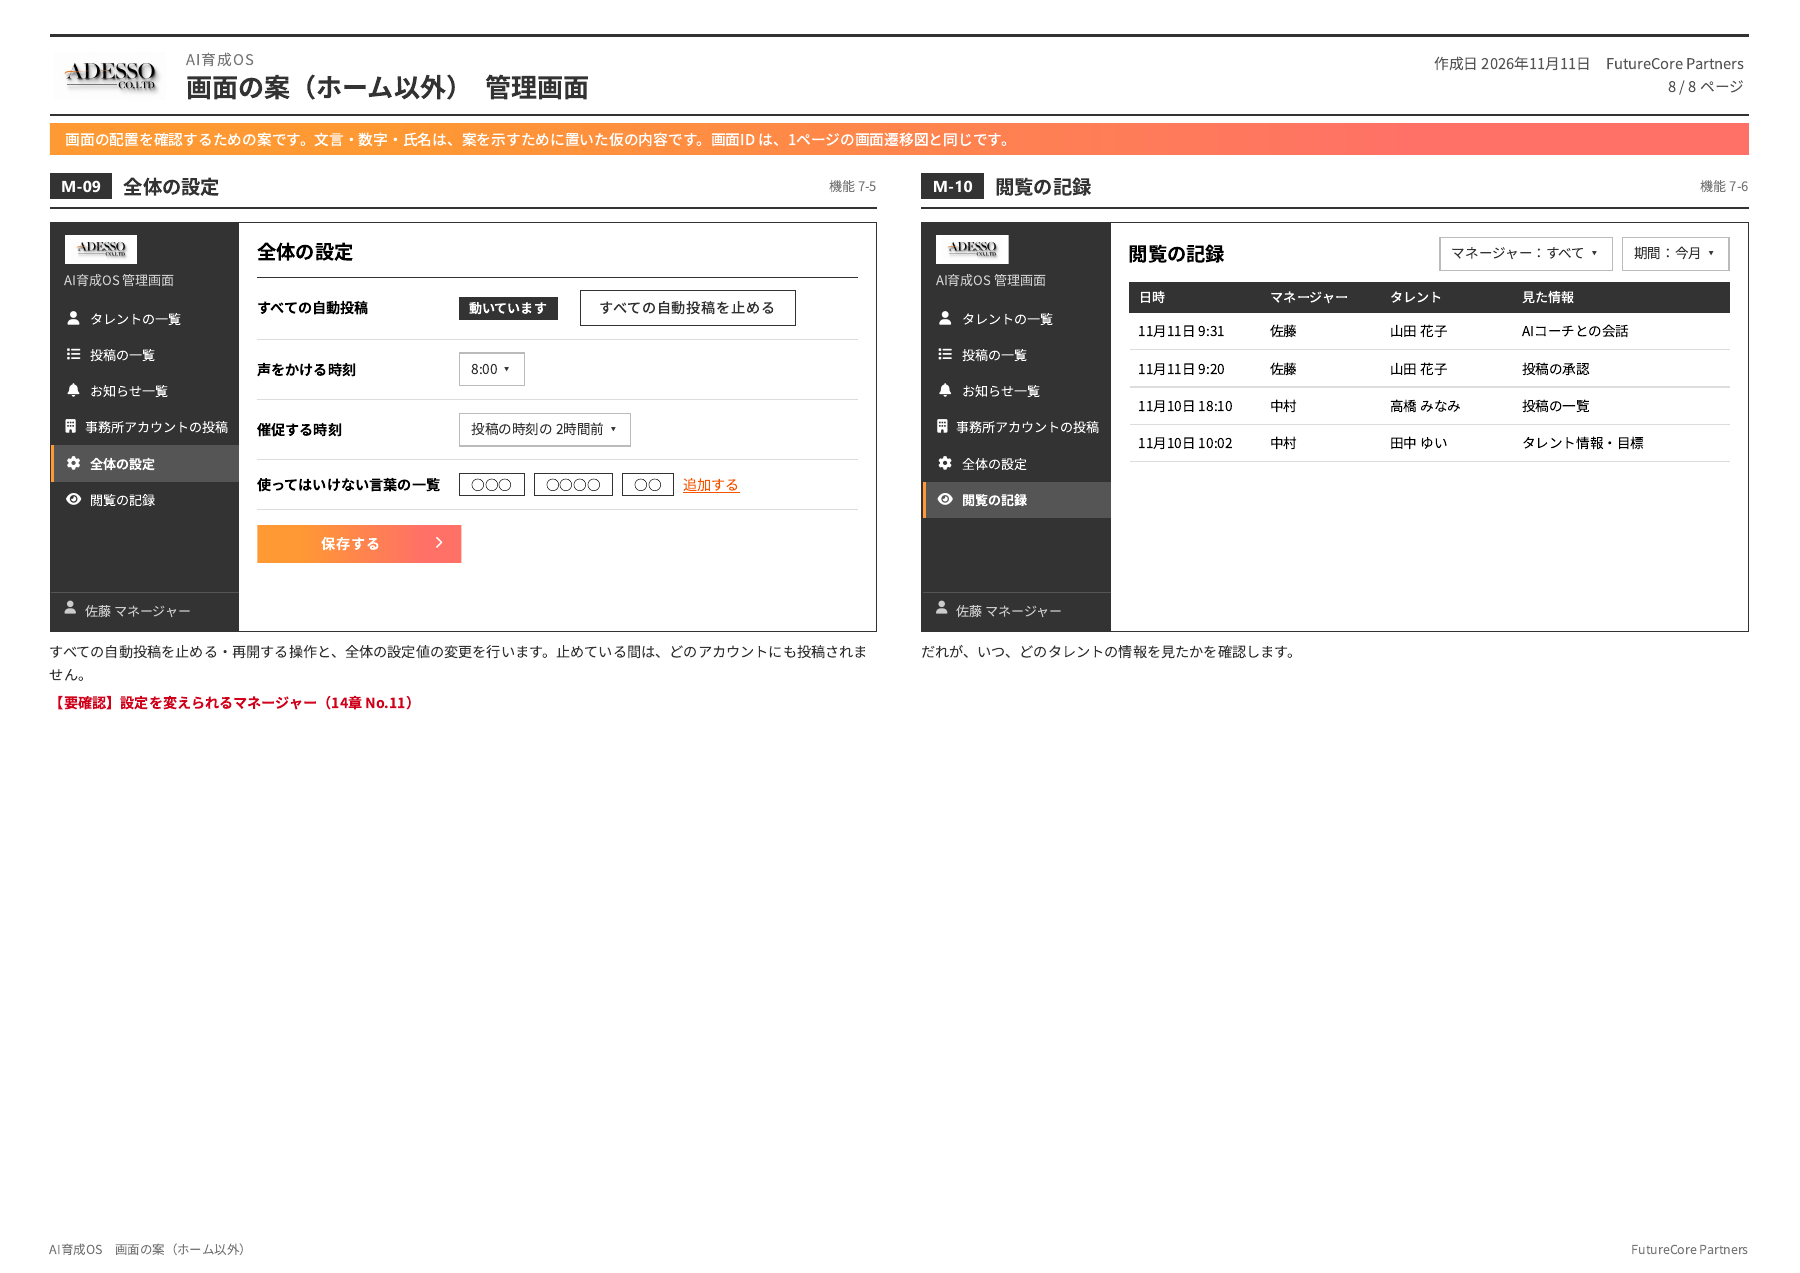 ADESSO
CO.,LTD
AI育成OS
画面の案（ホーム以外） 管理画面
作成日 2026年11月11日 FutureCore Partners
8 / 8 ページ
画面の配置を確認するための案です。文言・数字・氏名は、案を示すために置いた仮の内容です。画面ID は、1ページの画面遷移図と同じです。
M-09 全体の設定 機能 7-5
ADESSO
CO.,LTD
AI育成OS 管理画面
タレントの一覧
投稿の一覧
お知らせ一覧
事務所アカウントの投稿
全体の設定
閲覧の記録
佐藤 マネージャー
全体の設定
すべての自動投稿 動いています すべての自動投稿を止める
声をかける時刻 8:00 ▾
催促する時刻 投稿の時刻の 2時間前 ▾
使ってはいけない言葉の一覧 〇〇〇 〇〇〇〇 〇〇 追加する
保存する
すべての自動投稿を止める・再開する操作と、全体の設定値の変更を行います。止めている間は、どのアカウントにも投稿されま
せん。
【要確認】設定を変えられるマネージャー（14章 No.11）
M-10 閲覧の記録 機能 7-6
ADESSO
CO.,LTD
AI育成OS 管理画面
タレントの一覧
投稿の一覧
お知らせ一覧
事務所アカウントの投稿
全体の設定
閲覧の記録
佐藤 マネージャー
閲覧の記録 マネージャー：すべて ▾ 期間：今月 ▾
日時 マネージャー タレント 見た情報
11月11日 9:31 佐藤 山田 花子 AIコーチとの会話
11月11日 9:20 佐藤 山田 花子 投稿の承認
11月10日 18:10 中村 高橋 みなみ 投稿の一覧
11月10日 10:02 中村 田中 ゆい タレント情報・目標
だれが、いつ、どのタレントの情報を見たかを確認します。
AI育成OS 画面の案（ホーム以外）
FutureCore Partners